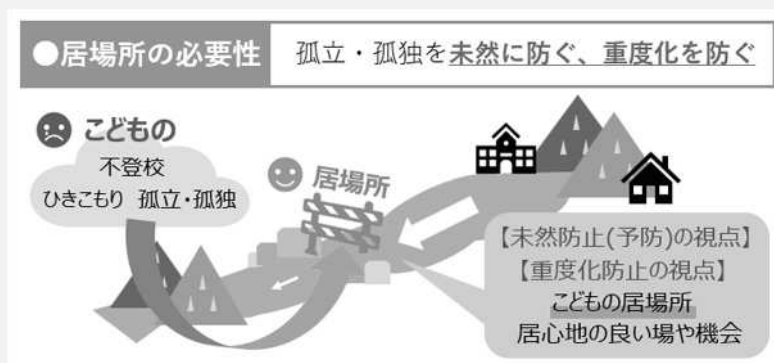 ●居場所の必要性
孤立・孤独を未然に防ぐ、重度化を防ぐ
こどもの
不登校
ひきこもり 孤立・孤独
居場所
【未然防止(予防)の視点】
【重度化防止の視点】
こどもの居場所
居心地の良い場や機会